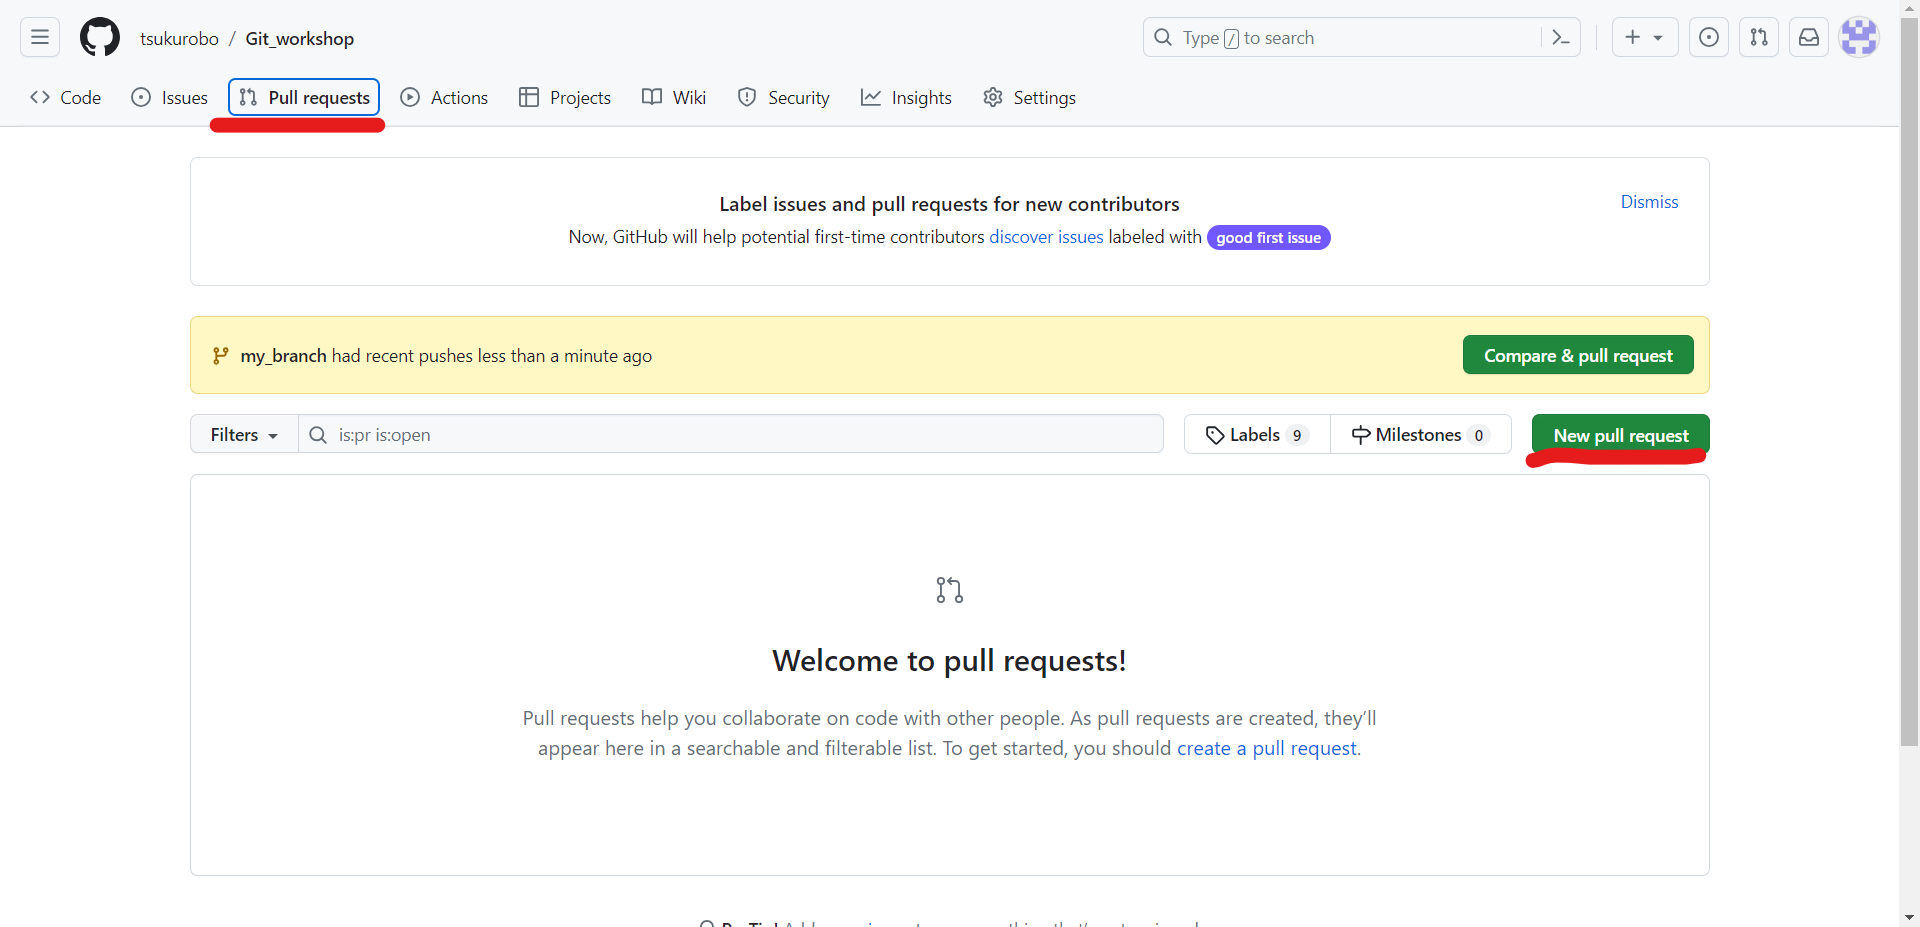 tsukurobo / Git_workshop
Type / to search
Code Issues Pull requests Actions Projects Wiki Security Insights Settings
Label issues and pull requests for new contributors
Dismiss
Now, GitHub will help potential first-time contributors discover issues labeled with good first issue
my_branch had recent pushes less than a minute ago
Compare & pull request
Filters is:pr is:open Labels 9 Milestones 0 New pull request
Welcome to pull requests!
Pull requests help you collaborate on code with other people. As pull requests are created, they’ll
appear here in a searchable and filterable list. To get started, you should create a pull request.